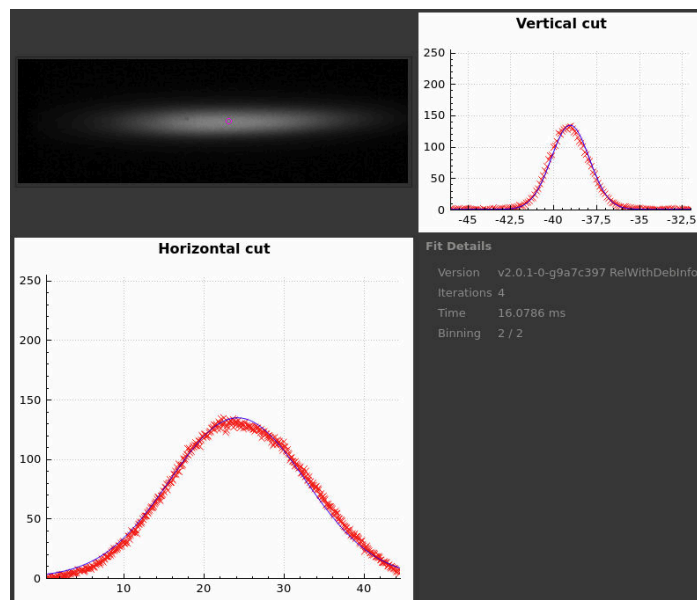 Vertical cut
250
200
150
100
50
0
-45 -42,5 -40 -37,5 -35 -32,5
Horizontal cut
250
200
150
100
50
0
10 20 30 40
Fit Details
Version v2.0.1-0-g9a7c397 RelWithDebInfo
Iterations 4
Time 16.0786 ms
Binning 2 / 2